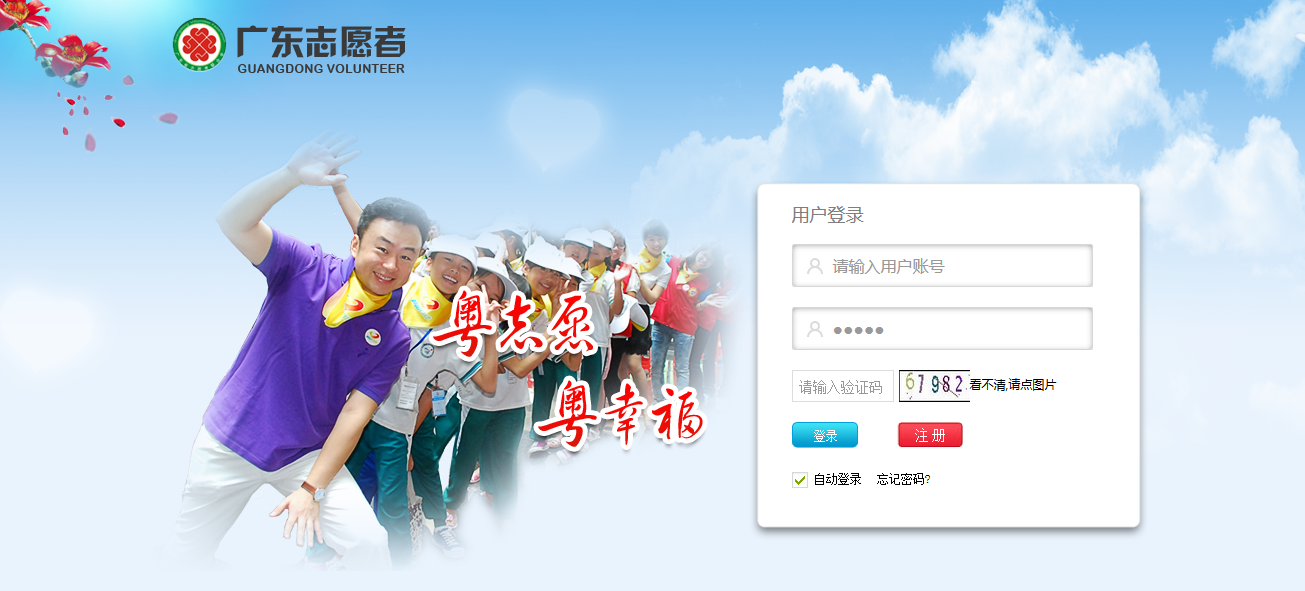 广东志愿者
GUANGDONG VOLUNTEER
粤志愿
粤幸福
用户登录
请输入用户账号
●●●●●
请输入验证码
67982
看不清,请点图片
登录
注 册
自动登录
忘记密码?